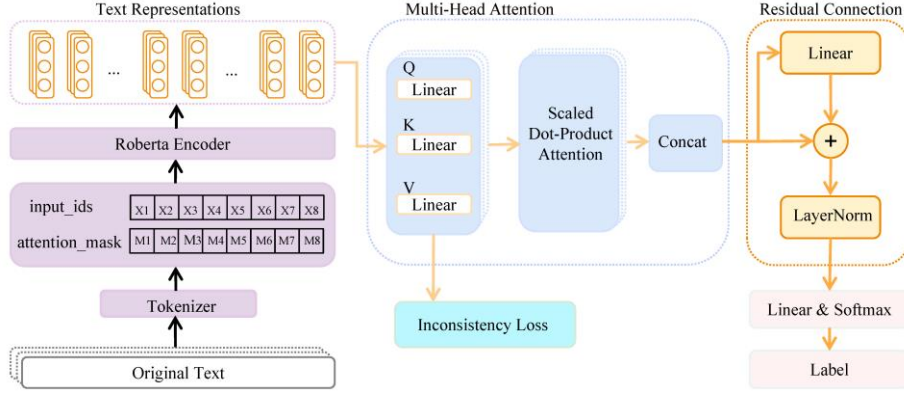 Text Representations
... ...
Roberta Encoder
input_ids X1 X2 X3 X4 X5 X6 X7 X8
attention_mask M1 M2 M3 M4 M5 M6 M7 M8
Tokenizer
Original Text
Multi-Head Attention
Q
Linear
K
Linear
V
Linear
Scaled
Dot-Product
Attention
Concat
Inconsistency Loss
Residual Connection
Linear
+
LayerNorm
Linear & Softmax
Label